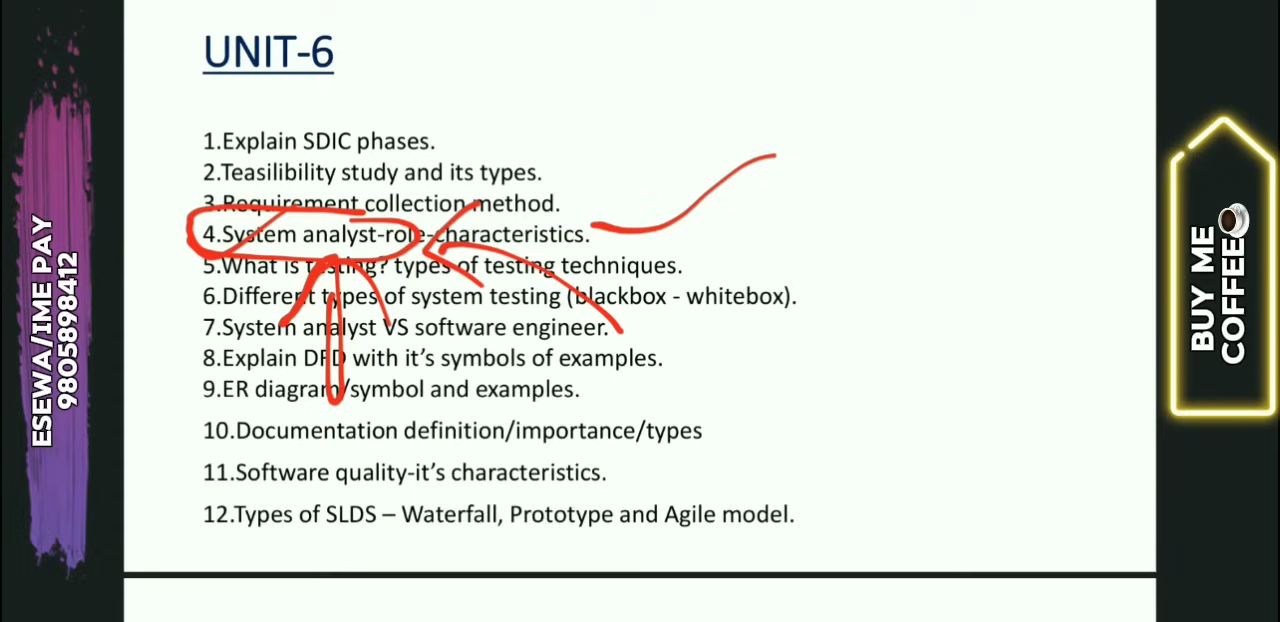 UNIT-6
1.Explain SDIC phases.
2.Teasilibility study and its types.
3.Requirement collection method.
4.System analyst-role-characteristics.
5.What is testing? types of testing techniques.
6.Different types of system testing (blackbox - whitebox).
7.System analyst VS software engineer.
8.Explain DFD with it’s symbols of examples.
9.ER diagram/symbol and examples.
10.Documentation definition/importance/types
11.Software quality-it’s characteristics.
12.Types of SLDS – Waterfall, Prototype and Agile model.
ESEWA/IME PAY
9805898412
BUY ME
COFFEE